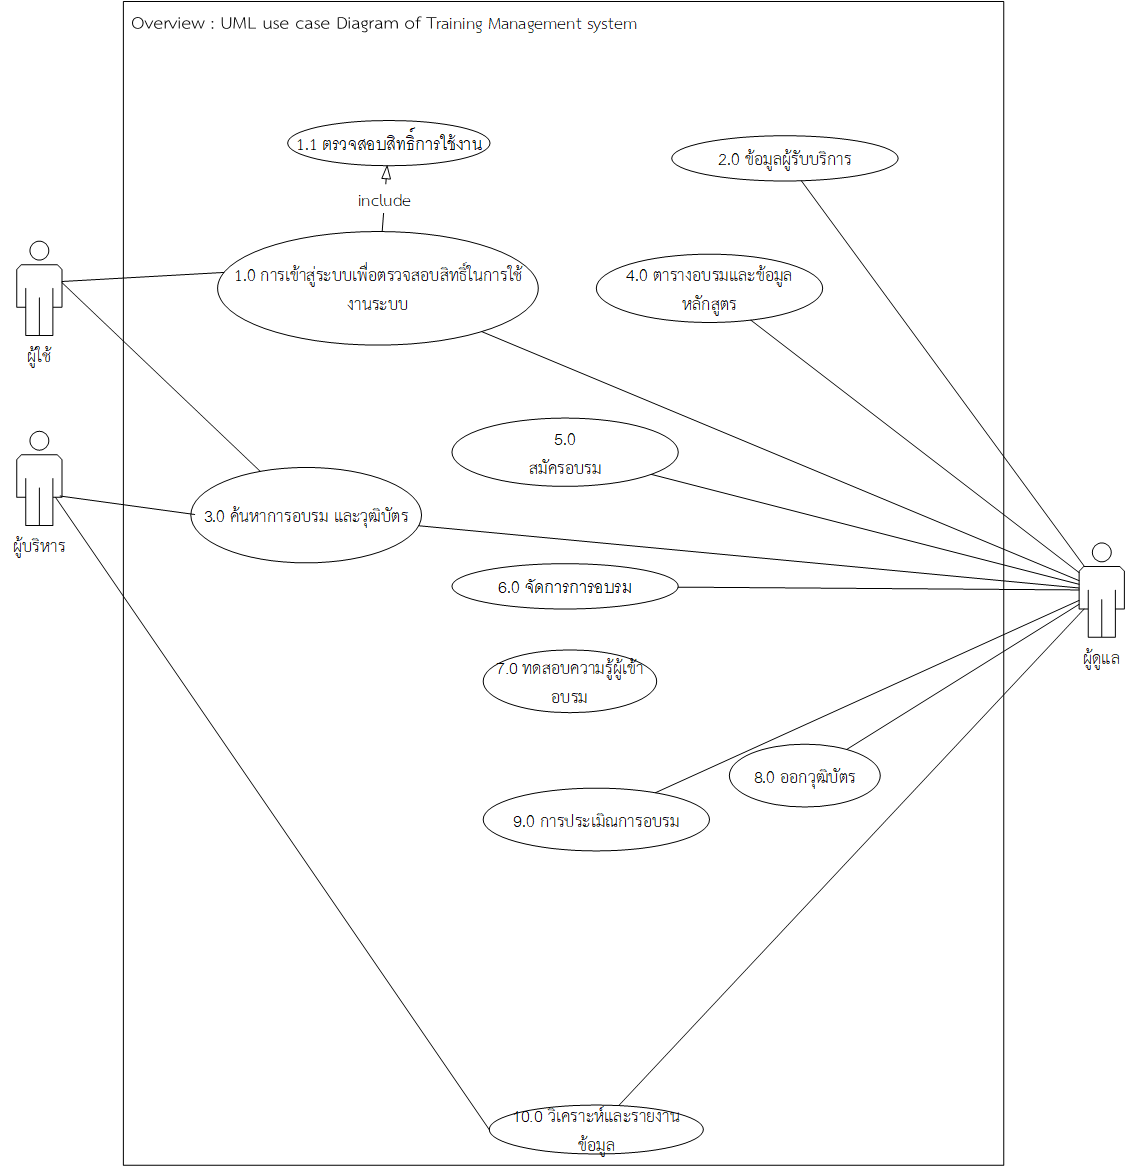 Overview : UML use case Diagram of Training Management system
1.1 ตรวจสอบสิทธิ์การใช้งาน
2.0 ข้อมูลผู้รับบริการ
include
1.0 การเข้าสู่ระบบเพื่อตรวจสอบสิทธิ์ในการใช้
งานระบบ
4.0 ตารางอบรมและข้อมูล
หลักสูตร
ผู้ใช้
5.0
สมัครอบรม
3.0 ค้นหาการอบรม และวุฒิบัตร
ผู้บริหาร
6.0 จัดการการอบรม
ผู้ดูแล
7.0 ทดสอบความรู้ผู้เข้า
อบรม
8.0 ออกวุฒิบัตร
9.0 การประเมิณการอบรม
10.0 วิเคราะห์และรายงาน
ข้อมูล